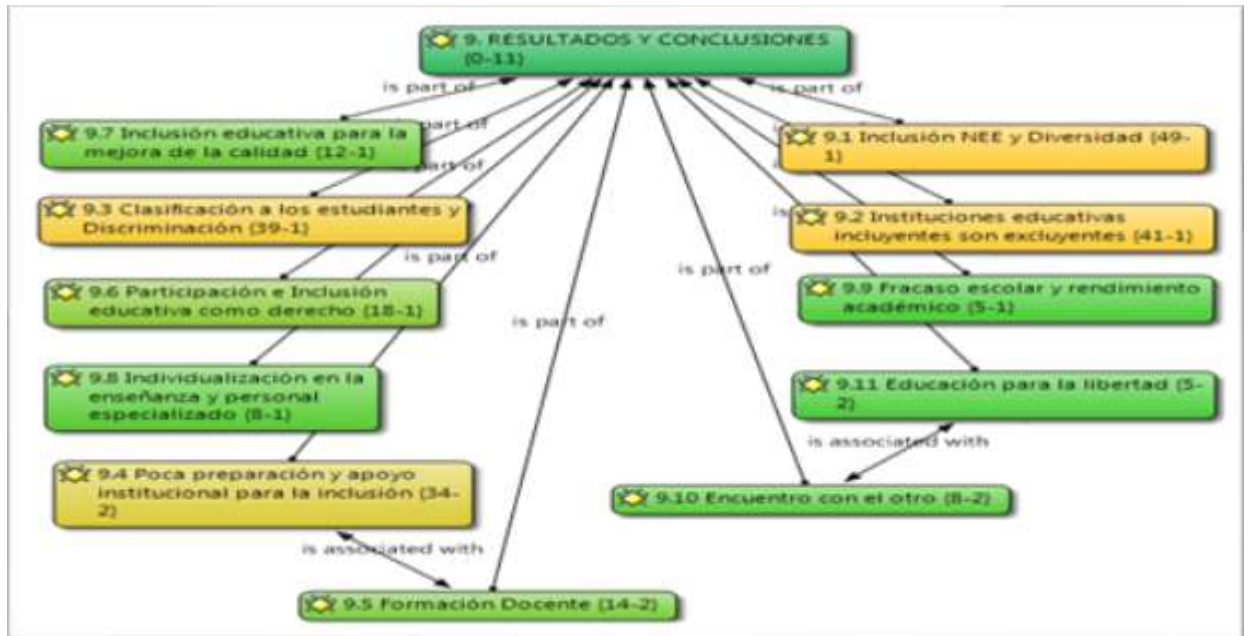 9. RESULTADOS Y CONCLUSIONES
(0-11)
is part of
is part of
9.7 Inclusión educativa para la
mejora de la calidad (12-1)
part of
9.1 Inclusión NEE y Diversidad (49-
1)
part of
9.3 Clasificación a los estudiantes y
Discriminación (39-1)
is
9.2 Instituciones educativas
incluyentes son excluyentes (41-1)
is part of
is part of
9.6 Participación e Inclusión
educativa como derecho (18-1)
9.9 Fracaso escolar y rendimiento
académico (5-1)
is part of
9.8 Individualización en la
enseñanza y personal
especializado (8-1)
9.11 Educación para la libertad (5-
2)
is associated with
9.4 Poca preparación y apoyo
institucional para la inclusión (34-
2)
9.10 Encuentro con el otro (8-2)
is associated with
9.5 Formación Docente (14-2)